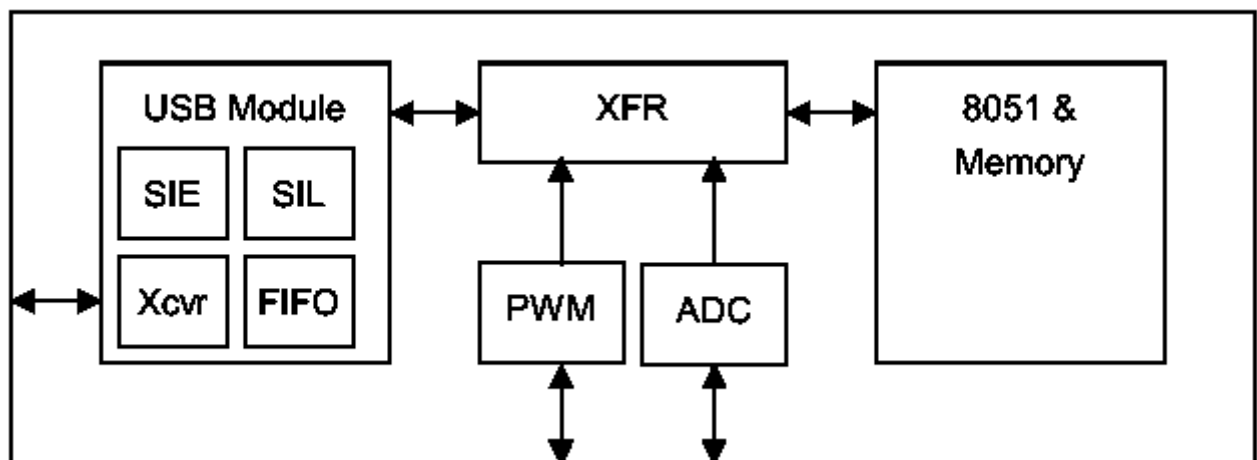 USB Module
SIE
SIL
Xcvr
FIFO
XFR
PWM
ADC
8051 &
Memory